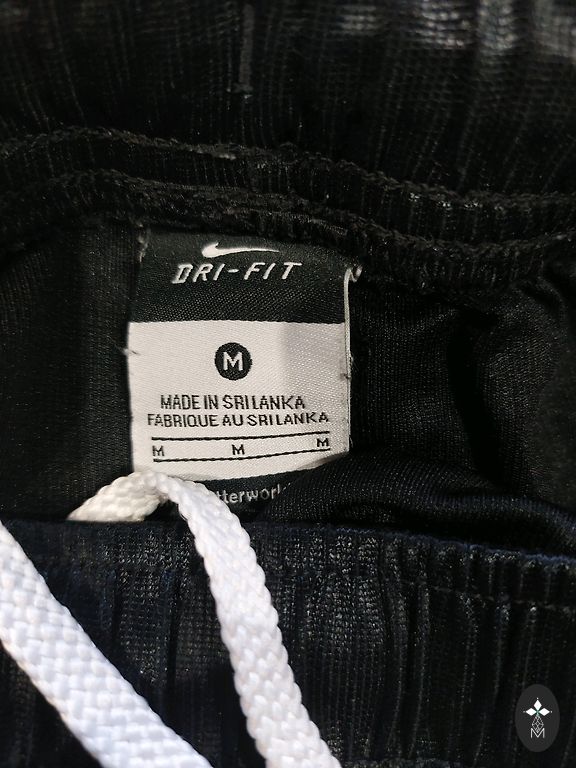 DRI-FIT
M
MADE IN SRI LANKA
FABRIQUE AU SRI LANKA
M M M
M